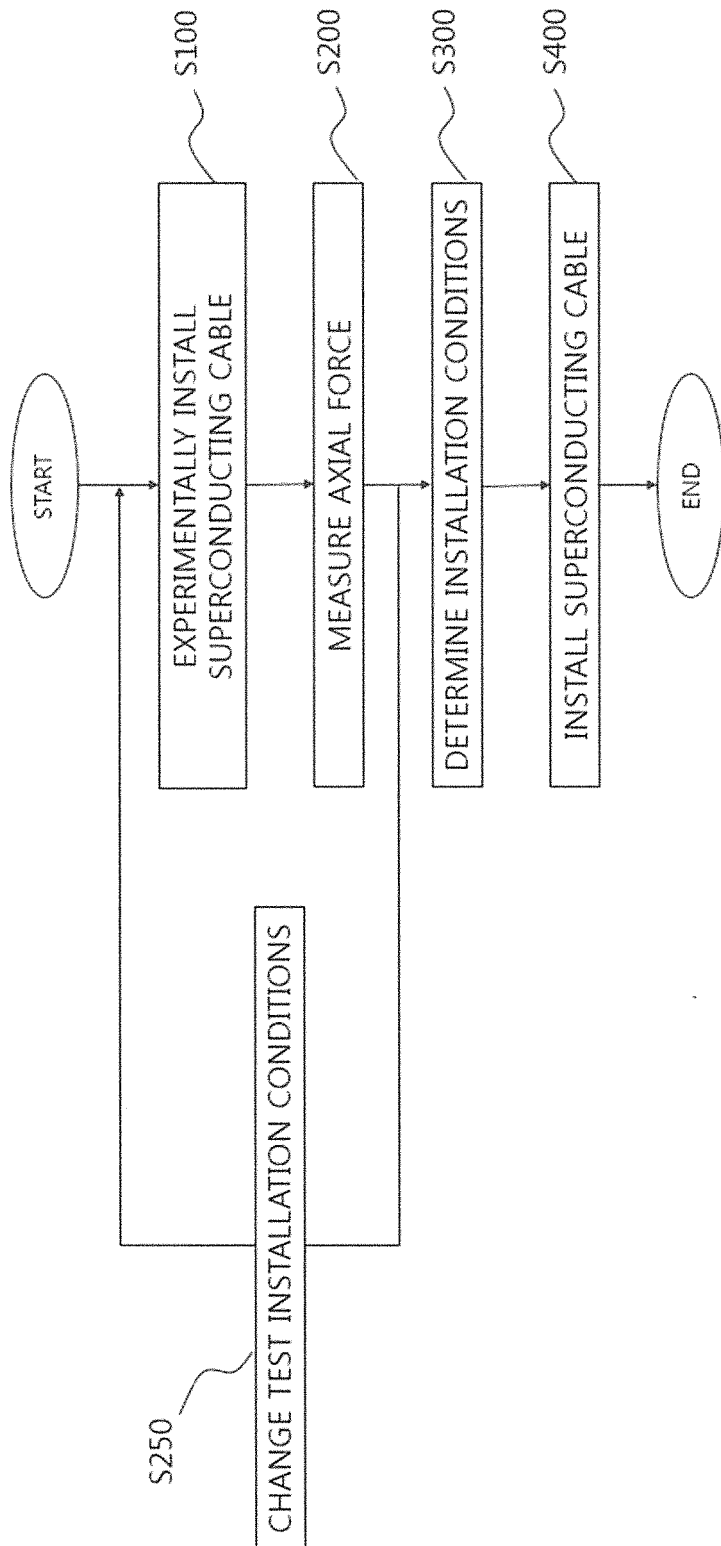 START
EXPERIMENTALLY INSTALL
SUPERCONDUCTING CABLE
S100
MEASURE AXIAL FORCE
S200
S250
CHANGE TEST INSTALLATION CONDITIONS
DETERMINE INSTALLATION CONDITIONS
S300
INSTALL SUPERCONDUCTING CABLE
S400
END